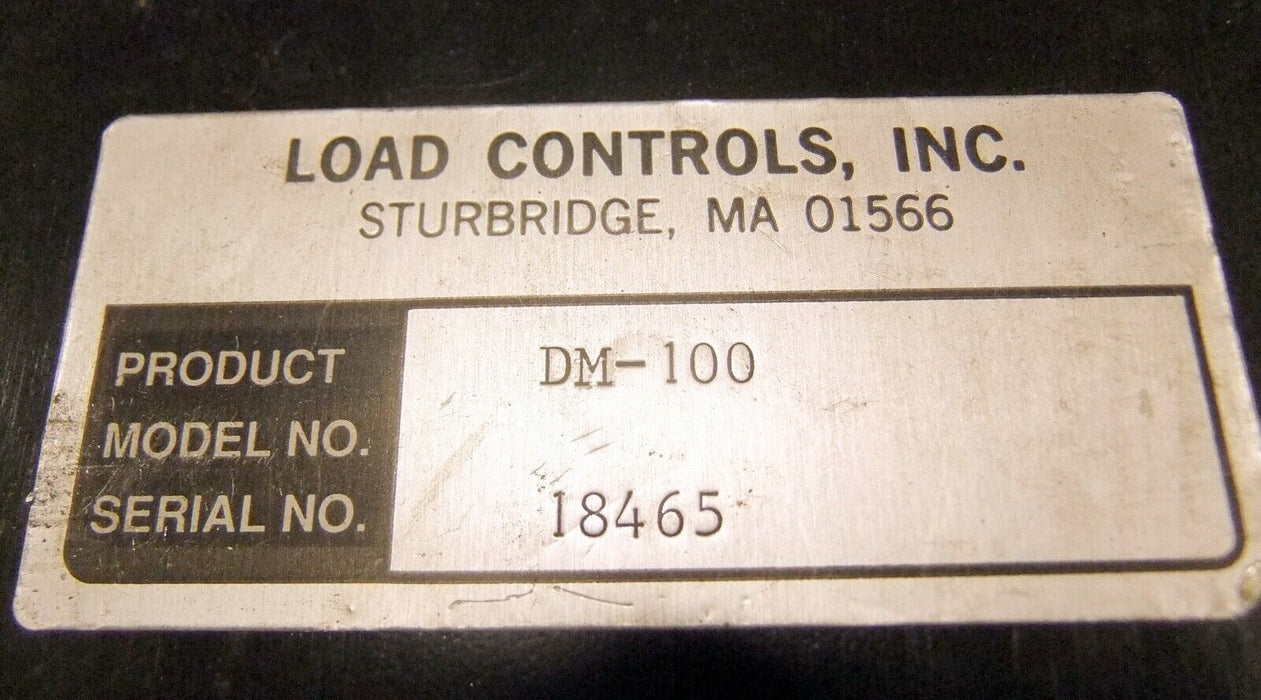 LOAD CONTROLS, INC.
STURBRIDGE, MA 01566
PRODUCT DM-100
MODEL NO.
SERIAL NO. 18465